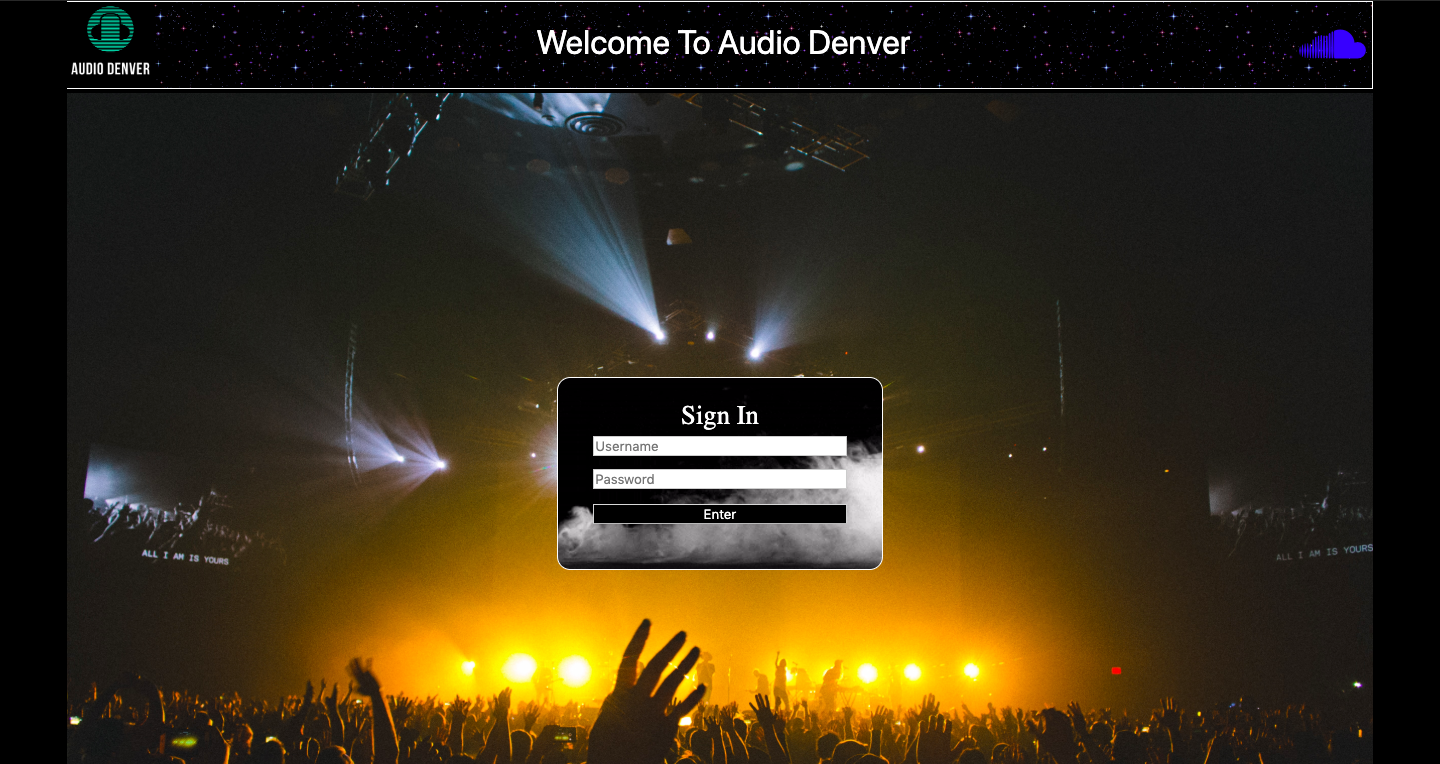 Welcome To Audio Denver
AUDIO DENVER
Sign In
Username
Password
Enter
ALL I AM IS YOURS
ALL I AM IS YOURS